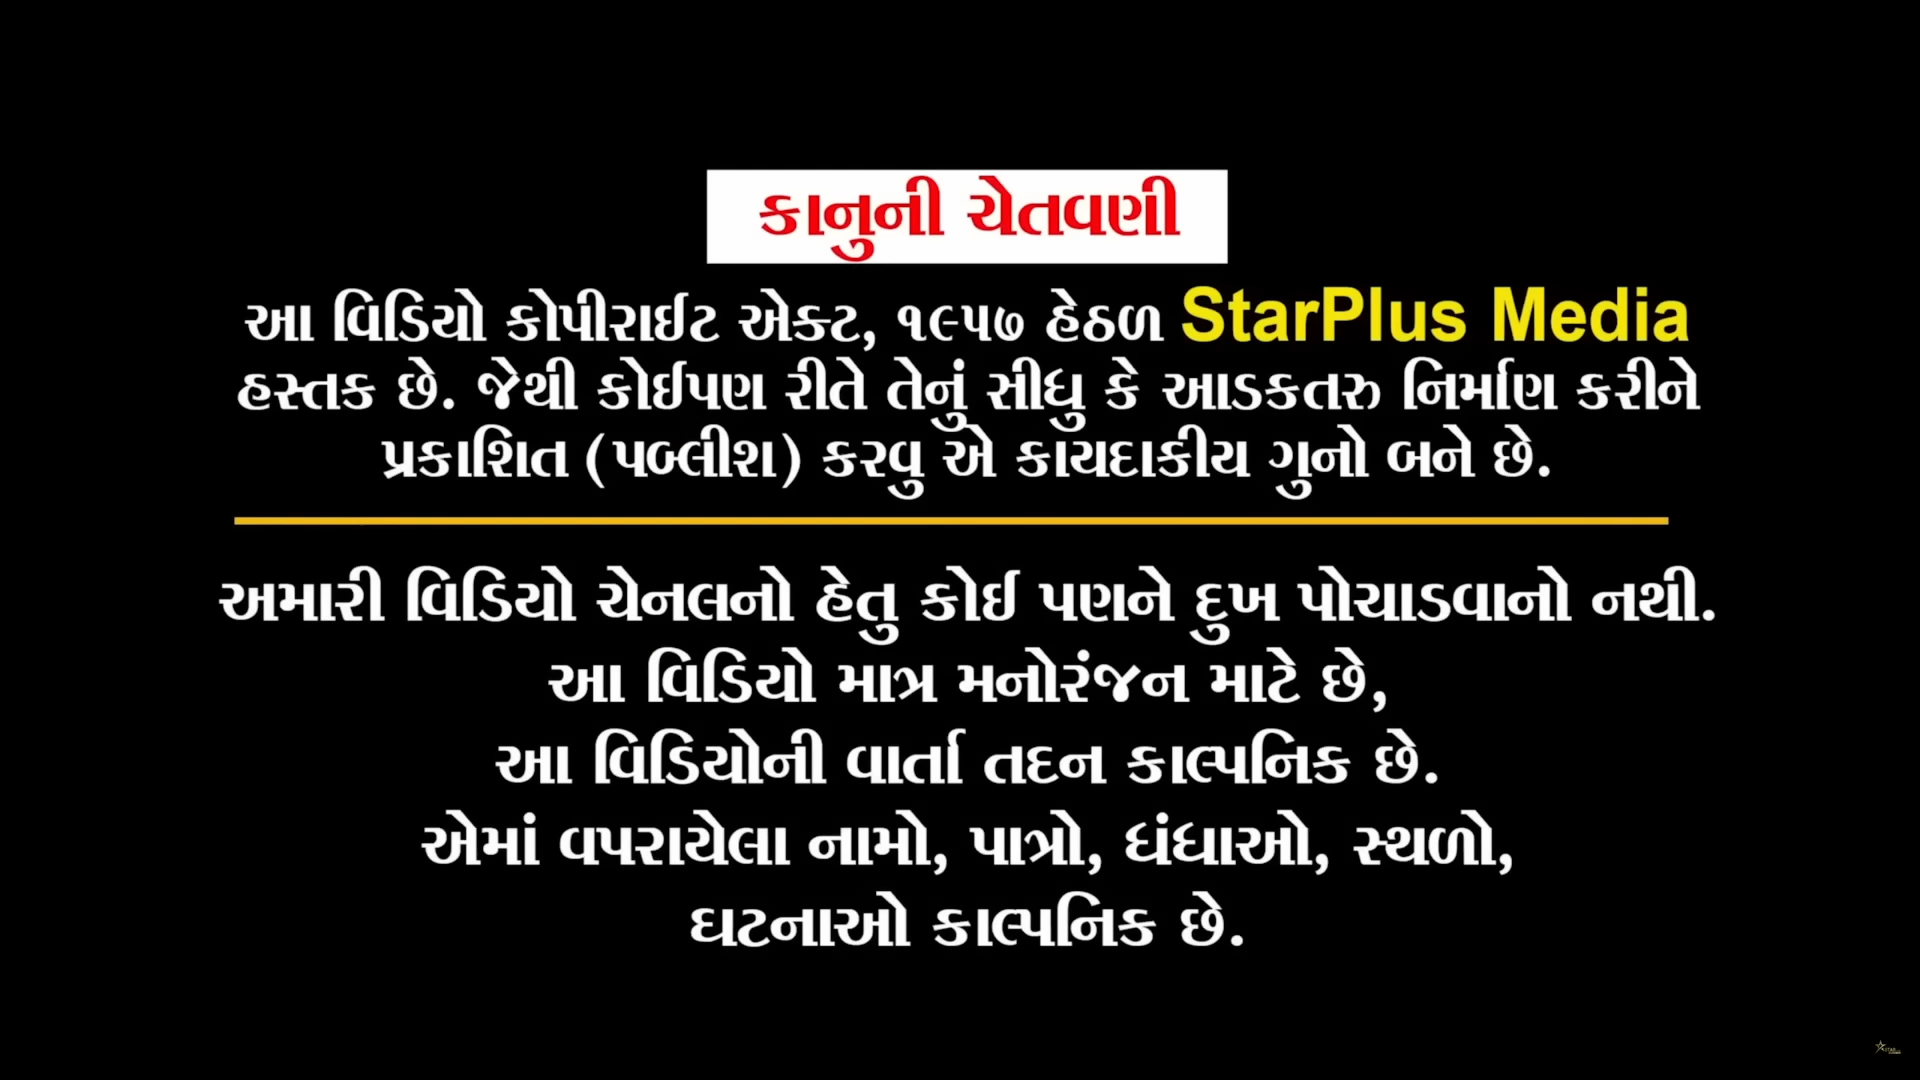 કાનુની ચેતવણી
આ વિડિયો કોપીરાઈટ એક્ટ, ૧૯૫૭ હેઠળ StarPlus Media
હસ્તક છે. જેથી કોઈપણ રીતે તેનું સીધુ કે આડકતરુ નિર્માણ કરીને
પ્રકાશિત (પબ્લીશ) કરવુ એ કાયદાકીય ગુનો બને છે.
અમારી વિડિયો ચેનલનો હેતુ કોઈ પણને દુખ પોચાડવાનો નથી.
આ વિડિયો માત્ર મનોરંજન માટે છે,
આ વિડિયોની વાર્તા તદન કાલ્પનિક છે.
એમાં વપરાયેલા નામો, પાત્રો, ધંધાઓ, સ્થળો,
ઘટનાઓ કાલ્પનિક છે.